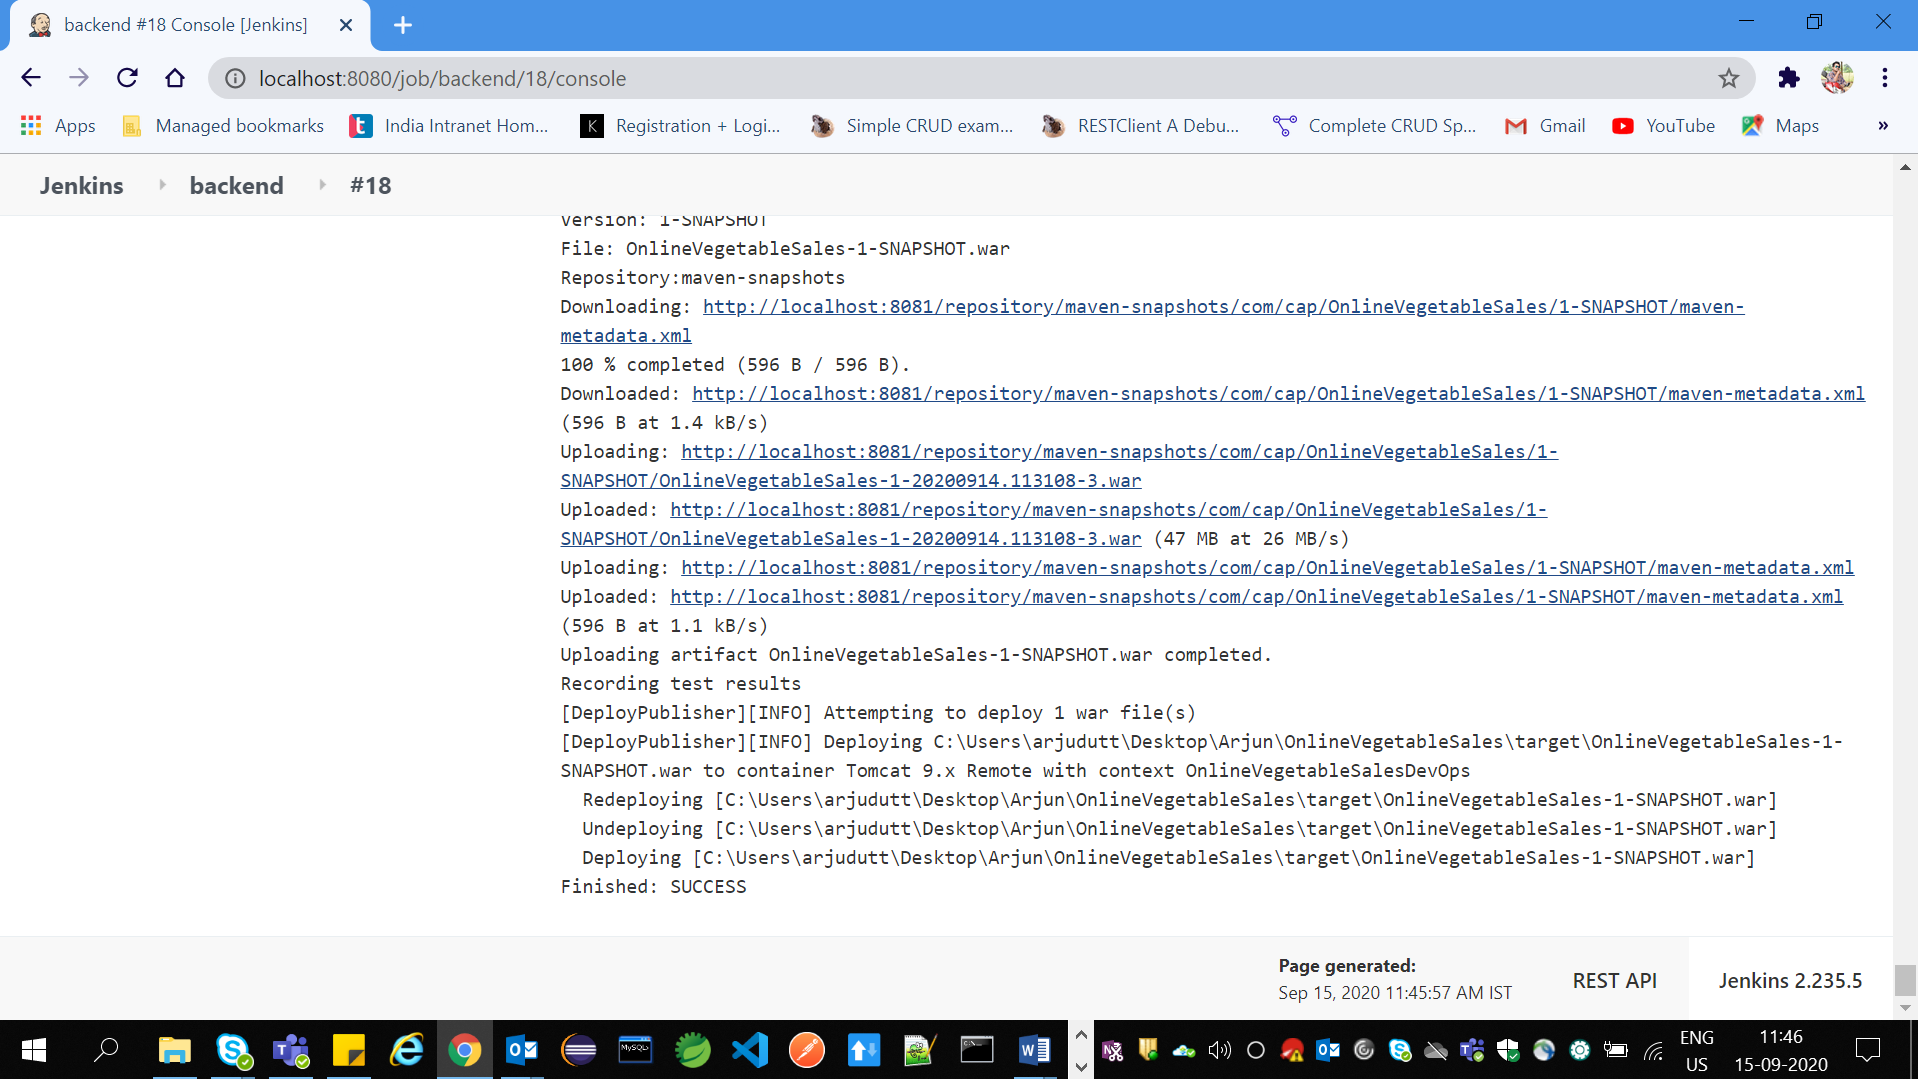 backend #18 Console [Jenkins]
localhost:8080/job/backend/18/console
Apps
Managed bookmarks
India Intranet Hom...
Registration + Logi...
Simple CRUD exam...
RESTClient A Debu...
Complete CRUD Sp...
Gmail
YouTube
Maps
»
Jenkins
backend
#18
Version: 1-SNAPSHOT
File: OnlineVegetableSales-1-SNAPSHOT.war
Repository:maven-snapshots
Downloading: http://localhost:8081/repository/maven-snapshots/com/cap/OnlineVegetableSales/1-SNAPSHOT/maven-
metadata.xml
100 % completed (596 B / 596 B).
Downloaded: http://localhost:8081/repository/maven-snapshots/com/cap/OnlineVegetableSales/1-SNAPSHOT/maven-metadata.xml
(596 B at 1.4 kB/s)
Uploading: http://localhost:8081/repository/maven-snapshots/com/cap/OnlineVegetableSales/1-
SNAPSHOT/OnlineVegetableSales-1-20200914.113108-3.war
Uploaded: http://localhost:8081/repository/maven-snapshots/com/cap/OnlineVegetableSales/1-
SNAPSHOT/OnlineVegetableSales-1-20200914.113108-3.war (47 MB at 26 MB/s)
Uploading: http://localhost:8081/repository/maven-snapshots/com/cap/OnlineVegetableSales/1-SNAPSHOT/maven-metadata.xml
Uploaded: http://localhost:8081/repository/maven-snapshots/com/cap/OnlineVegetableSales/1-SNAPSHOT/maven-metadata.xml
(596 B at 1.1 kB/s)
Uploading artifact OnlineVegetableSales-1-SNAPSHOT.war completed.
Recording test results
[DeployPublisher][INFO] Attempting to deploy 1 war file(s)
[DeployPublisher][INFO] Deploying C:\Users\arjudutt\Desktop\Arjun\OnlineVegetableSales\target\OnlineVegetableSales-1-
SNAPSHOT.war to container Tomcat 9.x Remote with context OnlineVegetableSalesDevOps
Redeploying [C:\Users\arjudutt\Desktop\Arjun\OnlineVegetableSales\target\OnlineVegetableSales-1-SNAPSHOT.war]
Undeploying [C:\Users\arjudutt\Desktop\Arjun\OnlineVegetableSales\target\OnlineVegetableSales-1-SNAPSHOT.war]
Deploying [C:\Users\arjudutt\Desktop\Arjun\OnlineVegetableSales\target\OnlineVegetableSales-1-SNAPSHOT.war]
Finished: SUCCESS
Page generated:
Sep 15, 2020 11:45:57 AM IST
REST API
Jenkins 2.235.5
MySQL
ENG
US
11:46
15-09-2020